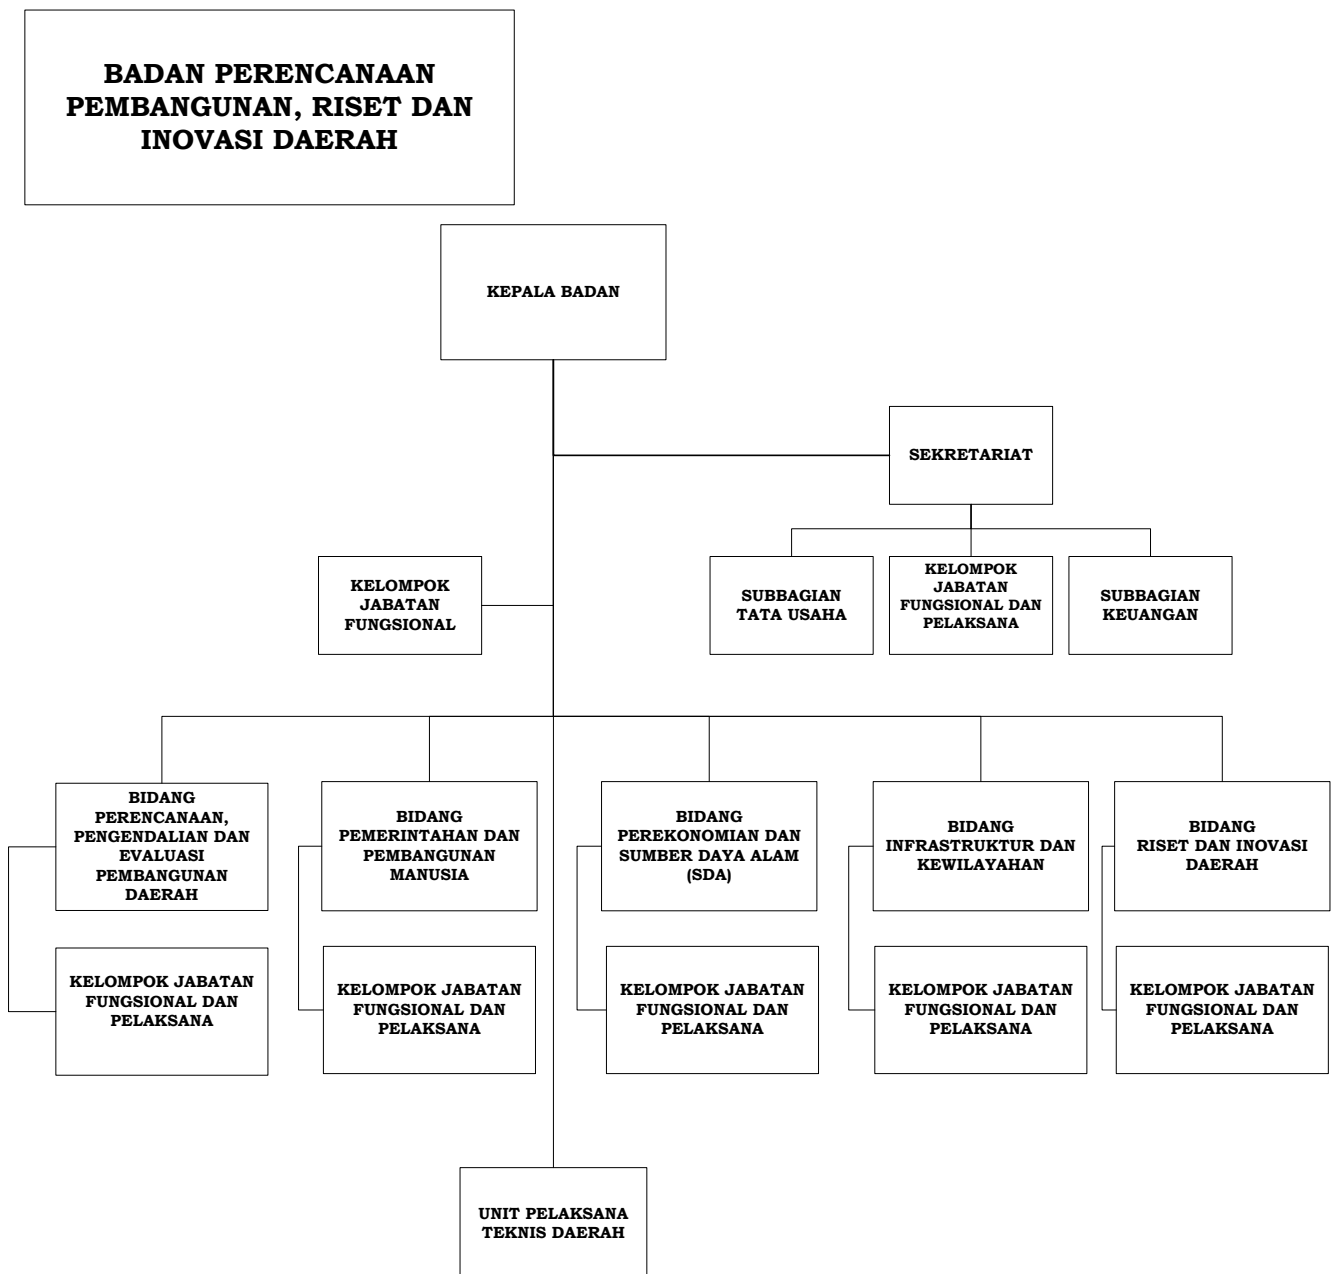 BADAN PERENCANAAN
PEMBANGUNAN, RISET DAN
INOVASI DAERAH
KEPALA BADAN
SEKRETARIAT
KELOMPOK
JABATAN
FUNGSIONAL
SUBBAGIAN
TATA USAHA
KELOMPOK
JABATAN
FUNGSIONAL DAN
PELAKSANA
SUBBAGIAN
KEUANGAN
BIDANG
PERENCANAAN,
PENGENDALIAN DAN
EVALUASI
PEMBANGUNAN
DAERAH
BIDANG
PEMERINTAHAN DAN
PEMBANGUNAN
MANUSIA
BIDANG
PEREKONOMIAN DAN
SUMBER DAYA ALAM
(SDA)
BIDANG
INFRASTRUKTUR DAN
KEWILAYAHAN
BIDANG
RISET DAN INOVASI
DAERAH
KELOMPOK JABATAN
FUNGSIONAL DAN
PELAKSANA
KELOMPOK JABATAN
FUNGSIONAL DAN
PELAKSANA
KELOMPOK JABATAN
FUNGSIONAL DAN
PELAKSANA
KELOMPOK JABATAN
FUNGSIONAL DAN
PELAKSANA
KELOMPOK JABATAN
FUNGSIONAL DAN
PELAKSANA
UNIT PELAKSANA
TEKNIS DAERAH